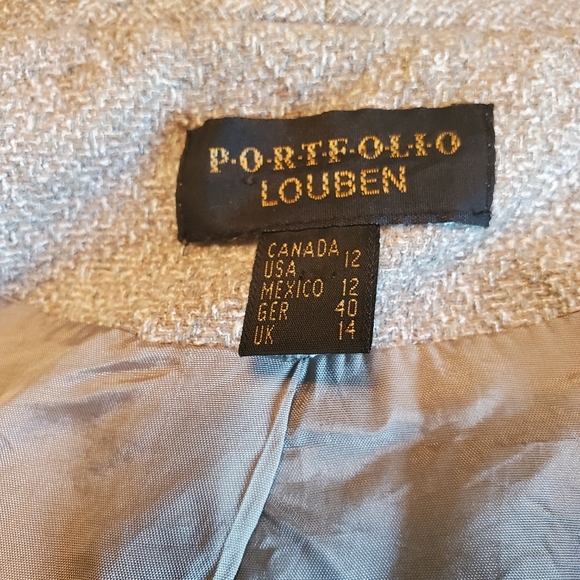 P·O·R·T·F·O·L·I·O
LOUBEN
CANADA
USA 12
MEXICO 12
GER 40
UK 14